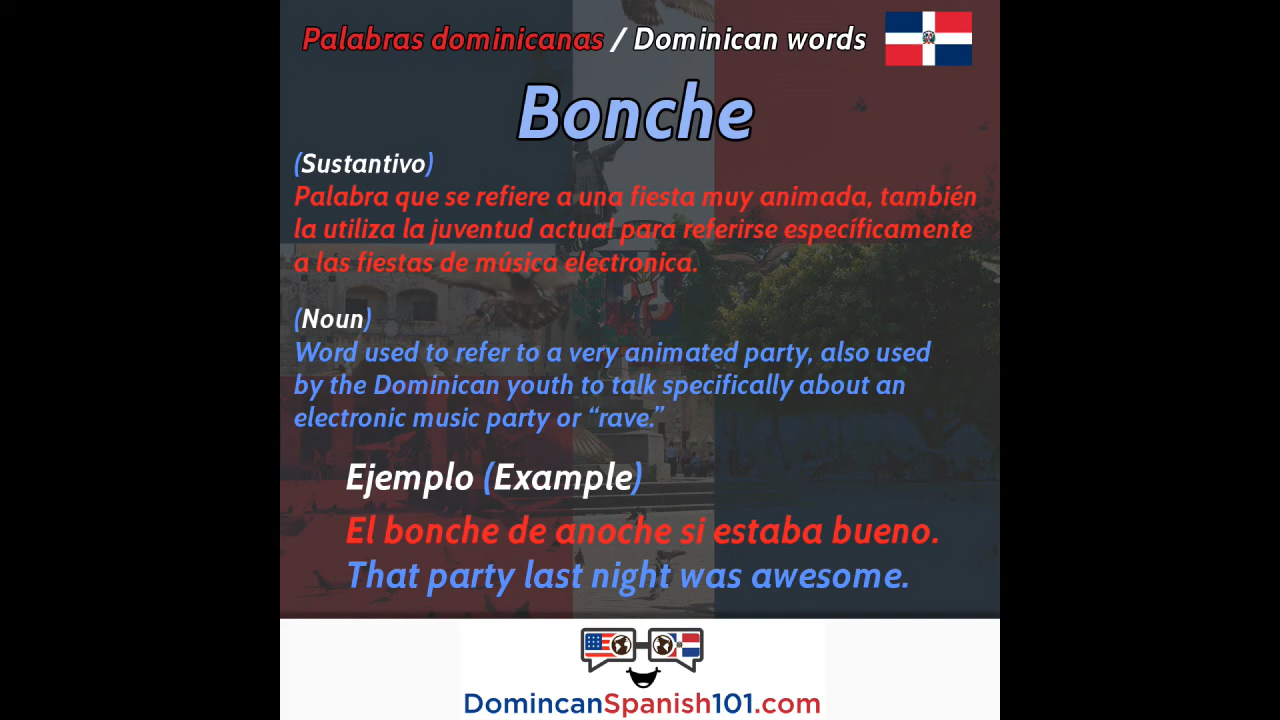 Palabras dominicanas / Dominican words
Bonche
(Sustantivo)
Palabra que se refiere a una fiesta muy animada, también
la utiliza la juventud actual para referirse específicamente
a las fiestas de música electronica.
(Noun)
Word used to refer to a very animated party, also used
by the Dominican youth to talk specifically about an
electronic music party or “rave.”
Ejemplo (Example)
El bonche de anoche si estaba bueno.
That party last night was awesome.
DomincanSpanish101.com